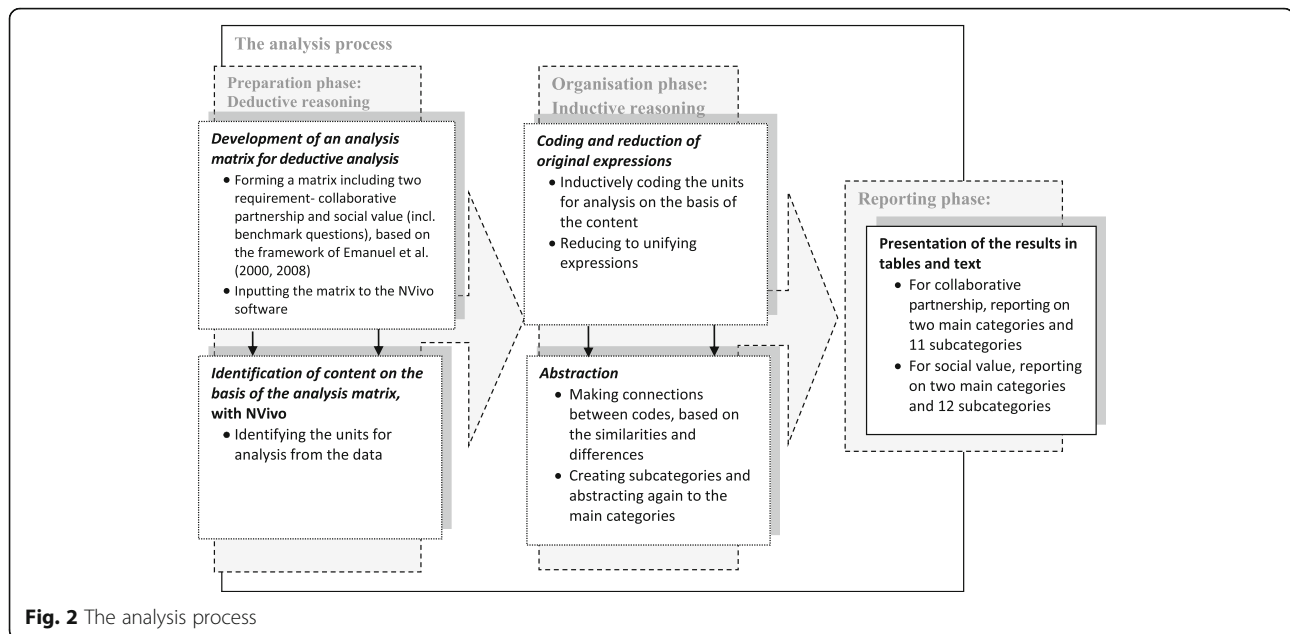 The analysis process
Preparation phase:
Deductive reasoning
Development of an analysis
matrix for deductive analysis
• Forming a matrix including two
requirement- collaborative
partnership and social value (incl.
benchmark questions), based on
the framework of Emanuel et al.
(2000, 2008)
• Inputting the matrix to the NVivo
software
Identification of content on the
basis of the analysis matrix,
with NVivo
• Identifying the units for
analysis from the data
Organisation phase:
Inductive reasoning
Coding and reduction of
original expressions
• Inductively coding the units
for analysis on the basis of
the content
• Reducing to unifying
expressions
Abstraction
• Making connections
between codes, based on
the similarities and
differences
• Creating subcategories and
abstracting again to the
main categories
Reporting phase:
Presentation of the results in
tables and text
• For collaborative
partnership, reporting on
two main categories and
11 subcategories
• For social value, reporting
on two main categories
and 12 subcategories
Fig. 2 The analysis process